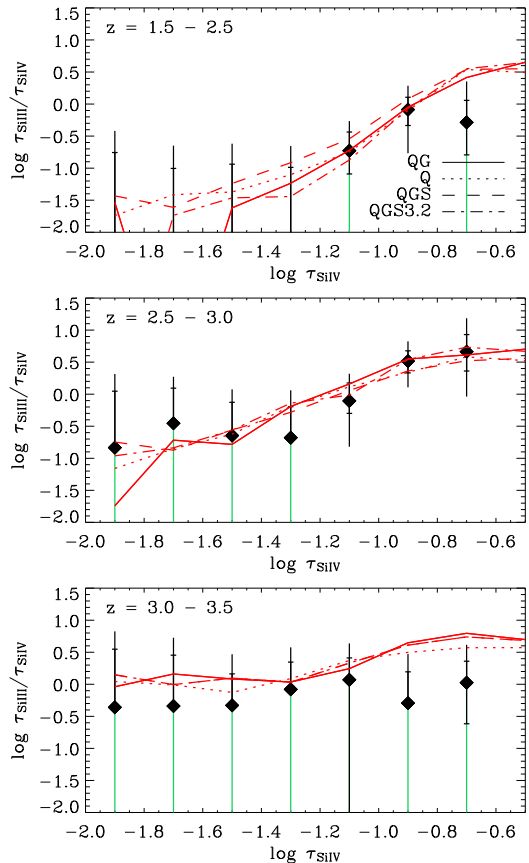 z = 1.5 - 2.5
1.5
1.0
0.5
0.0
-0.5
-1.0
-1.5
-2.0
log τSiIII/τSiIV
QG
Q
QGS
QGS3.2
-2.0 -1.8 -1.6 -1.4 -1.2 -1.0 -0.8 -0.6
log τSiIV
z = 2.5 - 3.0
1.5
1.0
0.5
0.0
-0.5
-1.0
-1.5
-2.0
log τSiIII/τSiIV
-2.0 -1.8 -1.6 -1.4 -1.2 -1.0 -0.8 -0.6
log τSiIV
z = 3.0 - 3.5
1.5
1.0
0.5
0.0
-0.5
-1.0
-1.5
-2.0
log τSiIII/τSiIV
-2.0 -1.8 -1.6 -1.4 -1.2 -1.0 -0.8 -0.6
log τSiIV